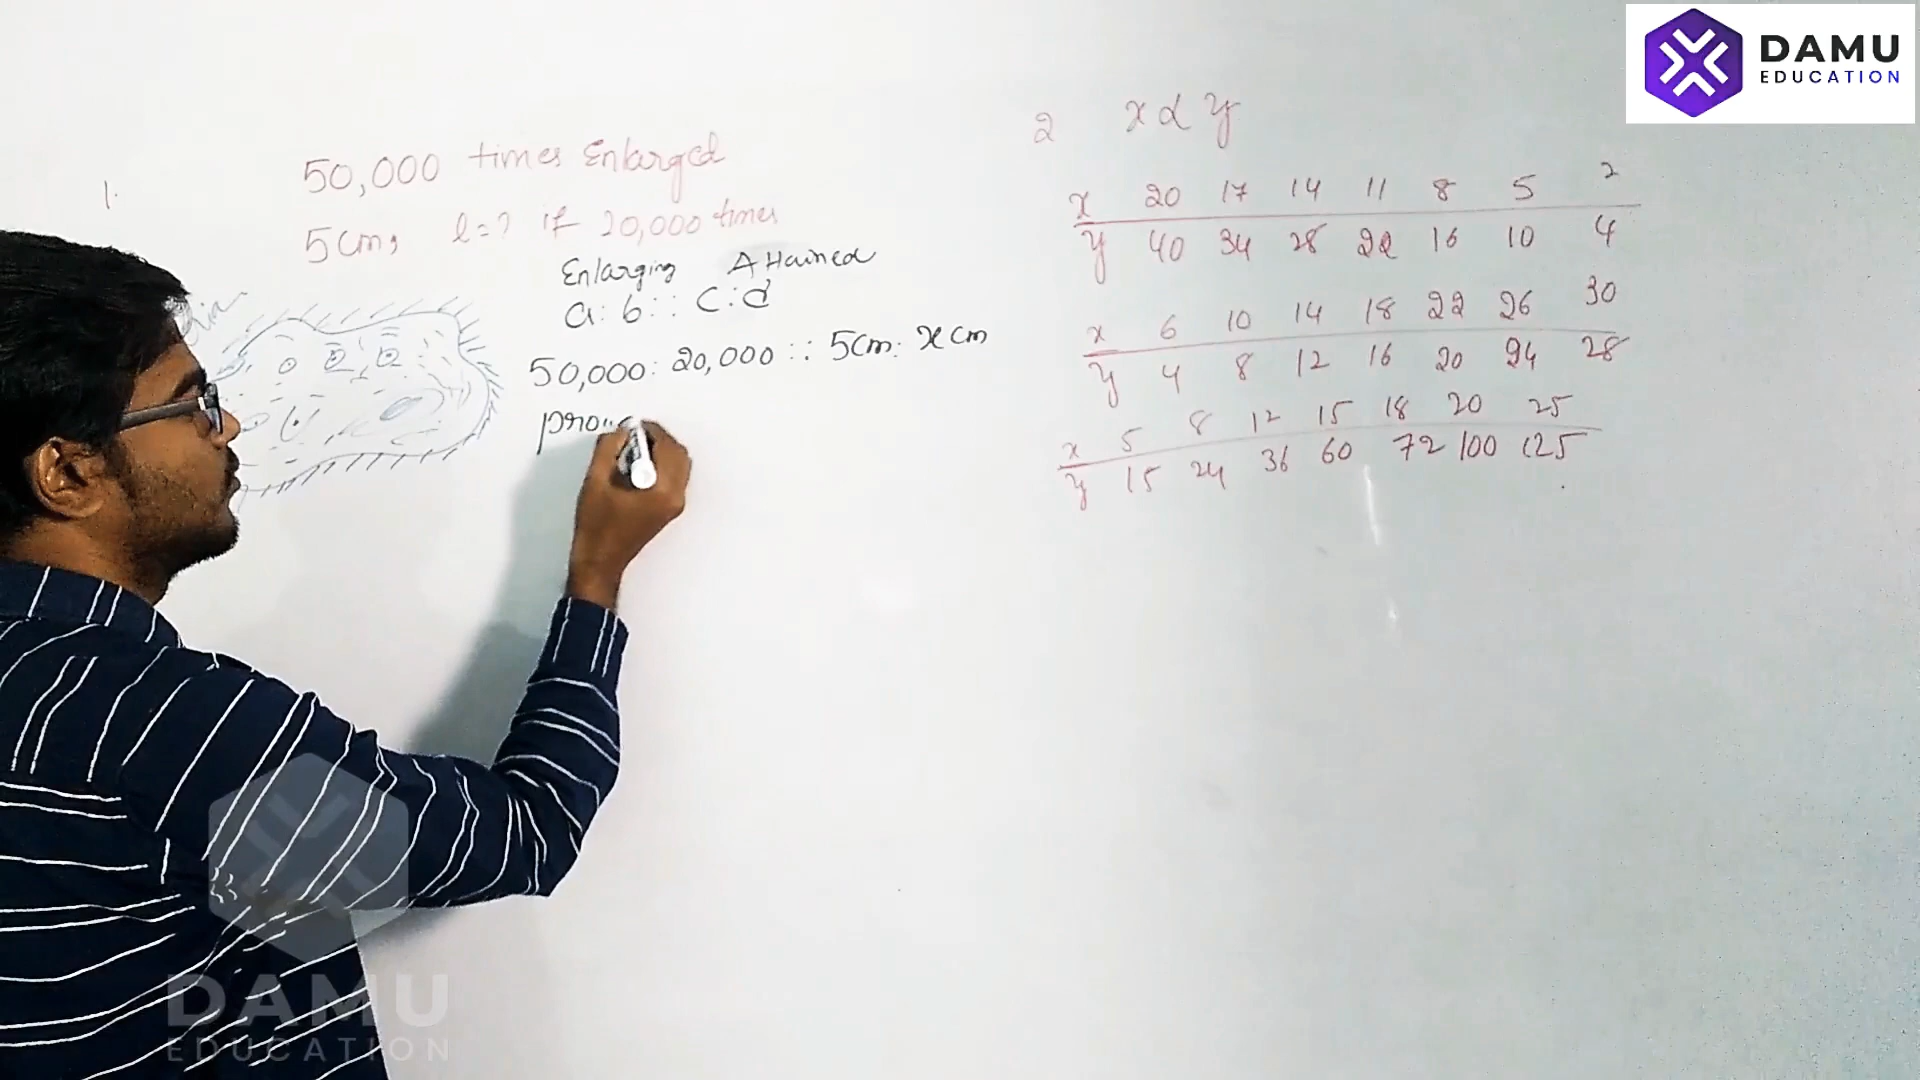 DAMU
EDUCATION
1.
50,000 times Enlarged
5cm, l=? if 20,000 times
Enlarging Attained
a:b::c:d
50,000:20,000::5cm:xcm
2 x α y
x 20 17 14 11 8 5 2
y 40 34 28 22 16 10 4
x 6 10 14 18 22 26 30
y 4 8 12 16 20 24 28
x 5 8 12 15 18 20 25
y 15 24 36 60 72 100 125
DAMU
EDUCATION